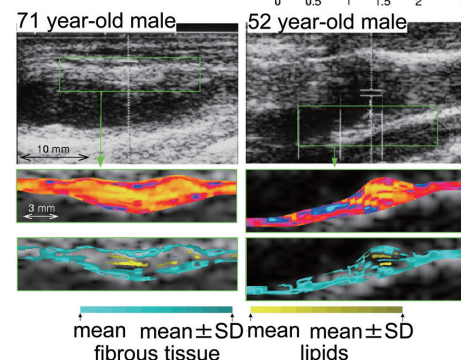 0 0.5 1 1.5 2
71 year-old male 52 year-old male
10 mm
3 mm
mean mean±SD mean mean±SD
fibrous tissue lipids